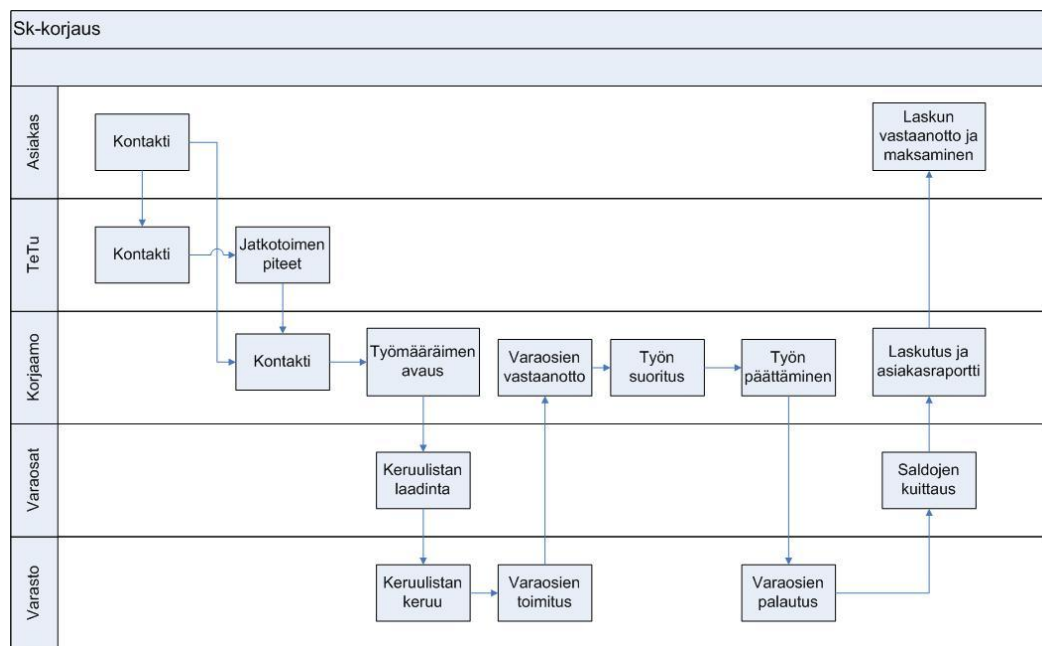 Sk-korjaus
Asiakas
Kontakti
Laskun
vastaanotto ja
maksaminen
TeTu
Kontakti
Jatkotoimen
piteet
Korjaamo
Kontakti
Työmääräimen
avaus
Varaosien
vastaanotto
Työn
suoritus
Työn
päättäminen
Laskutus ja
asiakasraportti
Varaosat
Keruulistan
laadinta
Saldojen
kuittaus
Varasto
Keruulistan
keruu
Varaosien
toimitus
Varaosien
palautus